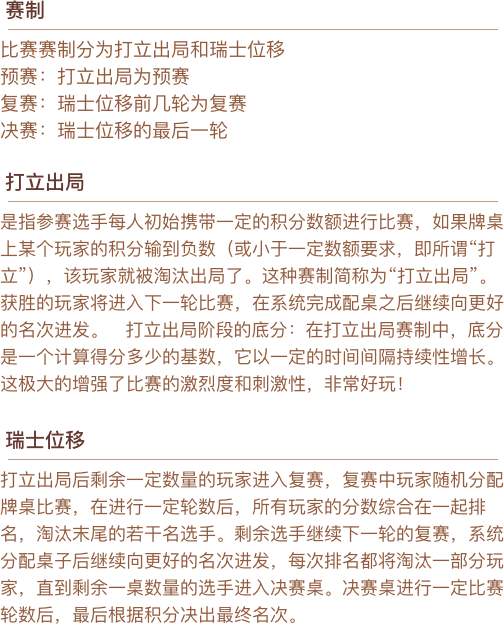 赛制
比赛赛制分为打立出局和瑞士位移
预赛：打立出局为预赛
复赛：瑞士位移前几轮为复赛
决赛：瑞士位移的最后一轮
打立出局
是指参赛选手每人初始携带一定的积分数额进行比赛，如果牌桌
上某个玩家的积分输到负数（或小于一定数额要求，即所谓“打
立”），该玩家就被淘汰出局了。这种赛制简称为“打立出局”。
获胜的玩家将进入下一轮比赛，在系统完成配桌之后继续向更好
的名次进发。 打立出局阶段的底分：在打立出局赛制中，底分
是一个计算得分多少的基数，它以一定的时间间隔持续性增长。
这极大的增强了比赛的激烈度和刺激性，非常好玩！
瑞士位移
打立出局后剩余一定数量的玩家进入复赛，复赛中玩家随机分配
牌桌比赛，在进行一定轮数后，所有玩家的分数综合在一起排
名，淘汰末尾的若干名选手。剩余选手继续下一轮的复赛，系统
分配桌子后继续向更好的名次进发，每次排名都将淘汰一部分玩
家，直到剩余一桌数量的选手进入决赛桌。决赛桌进行一定比赛
轮数后，最后根据积分决出最终名次。